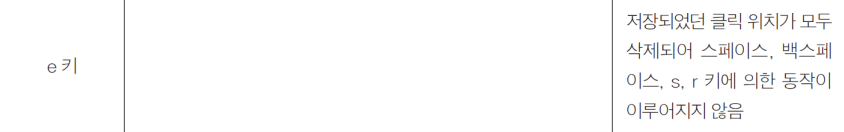 e 키
저장되었던 클릭 위치가 모두
삭제되어 스페이스, 백스페
이스, s, r 키에 의한 동작이
이루어지지 않음